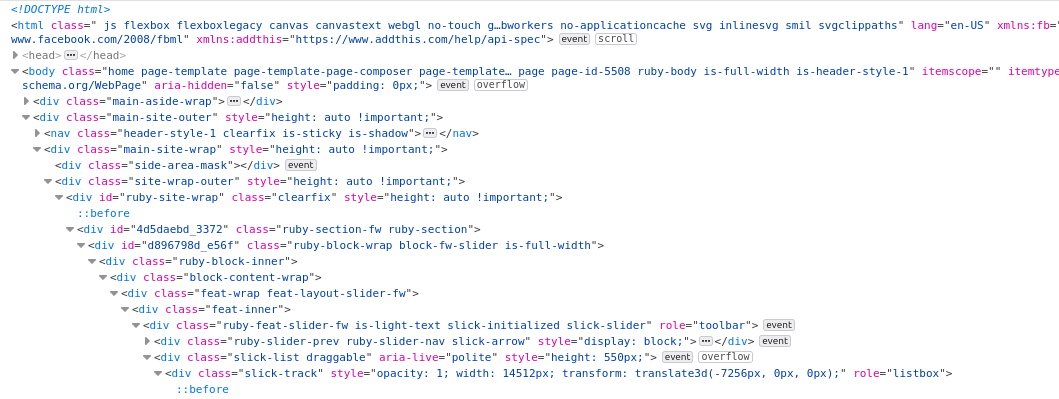 <!DOCTYPE html>
<html class=" js flexbox flexboxlegacy canvas canvastext webgl no-touch g…bworkers no-applicationcache svg inlinesvg smil svgclippaths" lang="en-US" xmlns:fb="
www.facebook.com/2008/fbml" xmlns:addthis="https://www.addthis.com/help/api-spec"> event scroll
<head> ••• </head>
<body class="home page-template page-template-page-composer page-template… page page-id-5508 ruby-body is-full-width is-header-style-1" itemscope="" itemtype
schema.org/WebPage" aria-hidden="false" style="padding: 0px;"> event overflow
<div class="main-aside-wrap"> ••• </div>
<div class="main-site-outer" style="height: auto !important;">
<nav class="header-style-1 clearfix is-sticky is-shadow"> ••• </nav>
<div class="main-site-wrap" style="height: auto !important;">
<div class="side-area-mask"></div> event
<div class="site-wrap-outer" style="height: auto !important;">
<div id="ruby-site-wrap" class="clearfix" style="height: auto !important;">
::before
<div id="4d5daebd_3372" class="ruby-section-fw ruby-section">
<div id="d896798d_e56f" class="ruby-block-wrap block-fw-slider is-full-width">
<div class="ruby-block-inner">
<div class="block-content-wrap">
<div class="feat-wrap feat-layout-slider-fw">
<div class="feat-inner">
<div class="ruby-feat-slider-fw is-light-text slick-initialized slick-slider" role="toolbar"> event
<div class="ruby-slider-prev ruby-slider-nav slick-arrow" style="display: block;"> ••• </div> event
<div class="slick-list draggable" aria-live="polite" style="height: 550px;"> event overflow
<div class="slick-track" style="opacity: 1; width: 14512px; transform: translate3d(-7256px, 0px, 0px);" role="listbox">
::before